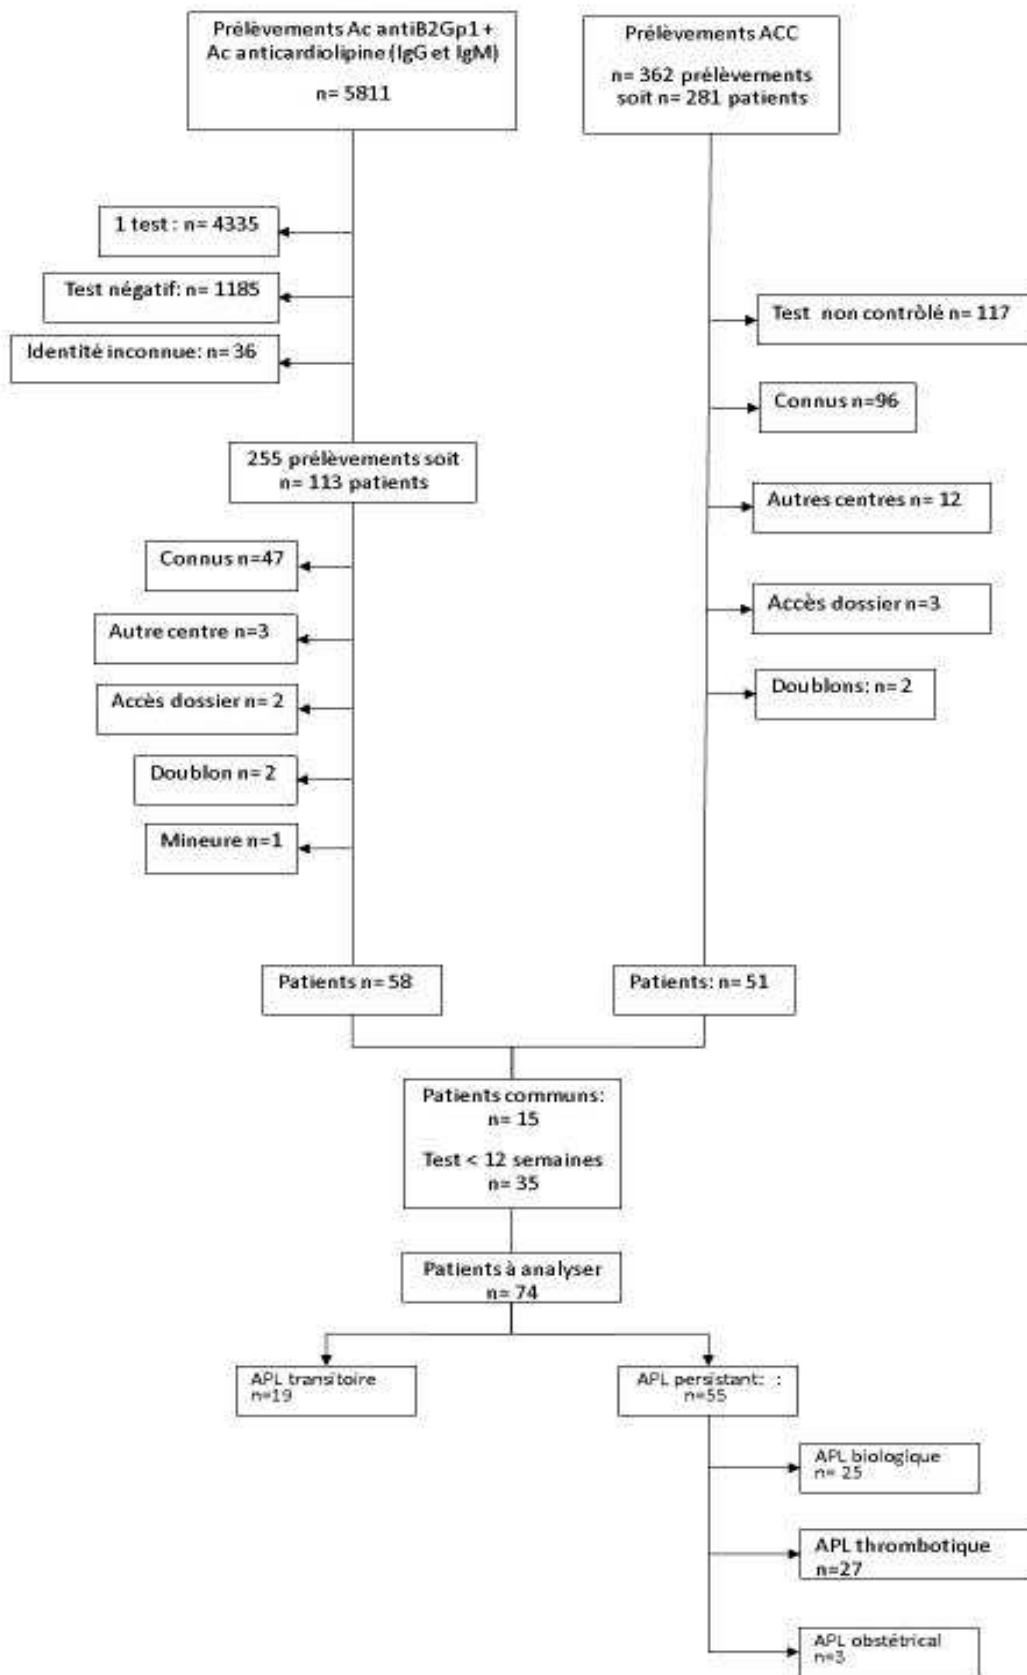 Prélèvements Ac antiB2Gp1 +
Ac anticardiolipine (IgG et IgM)
n= 5811
Prélèvements ACC
n= 362 prélèvements
soit n= 281 patients
1 test : n= 4335
Test négatif: n= 1185
Identité inconnue: n= 36
255 prélèvements soit
n= 113 patients
Connus n=47
Autre centre n=3
Accès dossier n= 2
Doublon n= 2
Mineure n=1
Test non contrôlé n= 117
Connus n=96
Autres centres n= 12
Accès dossier n=3
Doublons: n= 2
Patients n= 58
Patients: n= 51
Patients communs:
n= 15
Test < 12 semaines
n= 35
Patients à analyser
n= 74
APL transitoire
n=19
APL persistant: :
n=55
APL biologique
n= 25
APL thrombotique
n=27
APL obstétrical
n=3